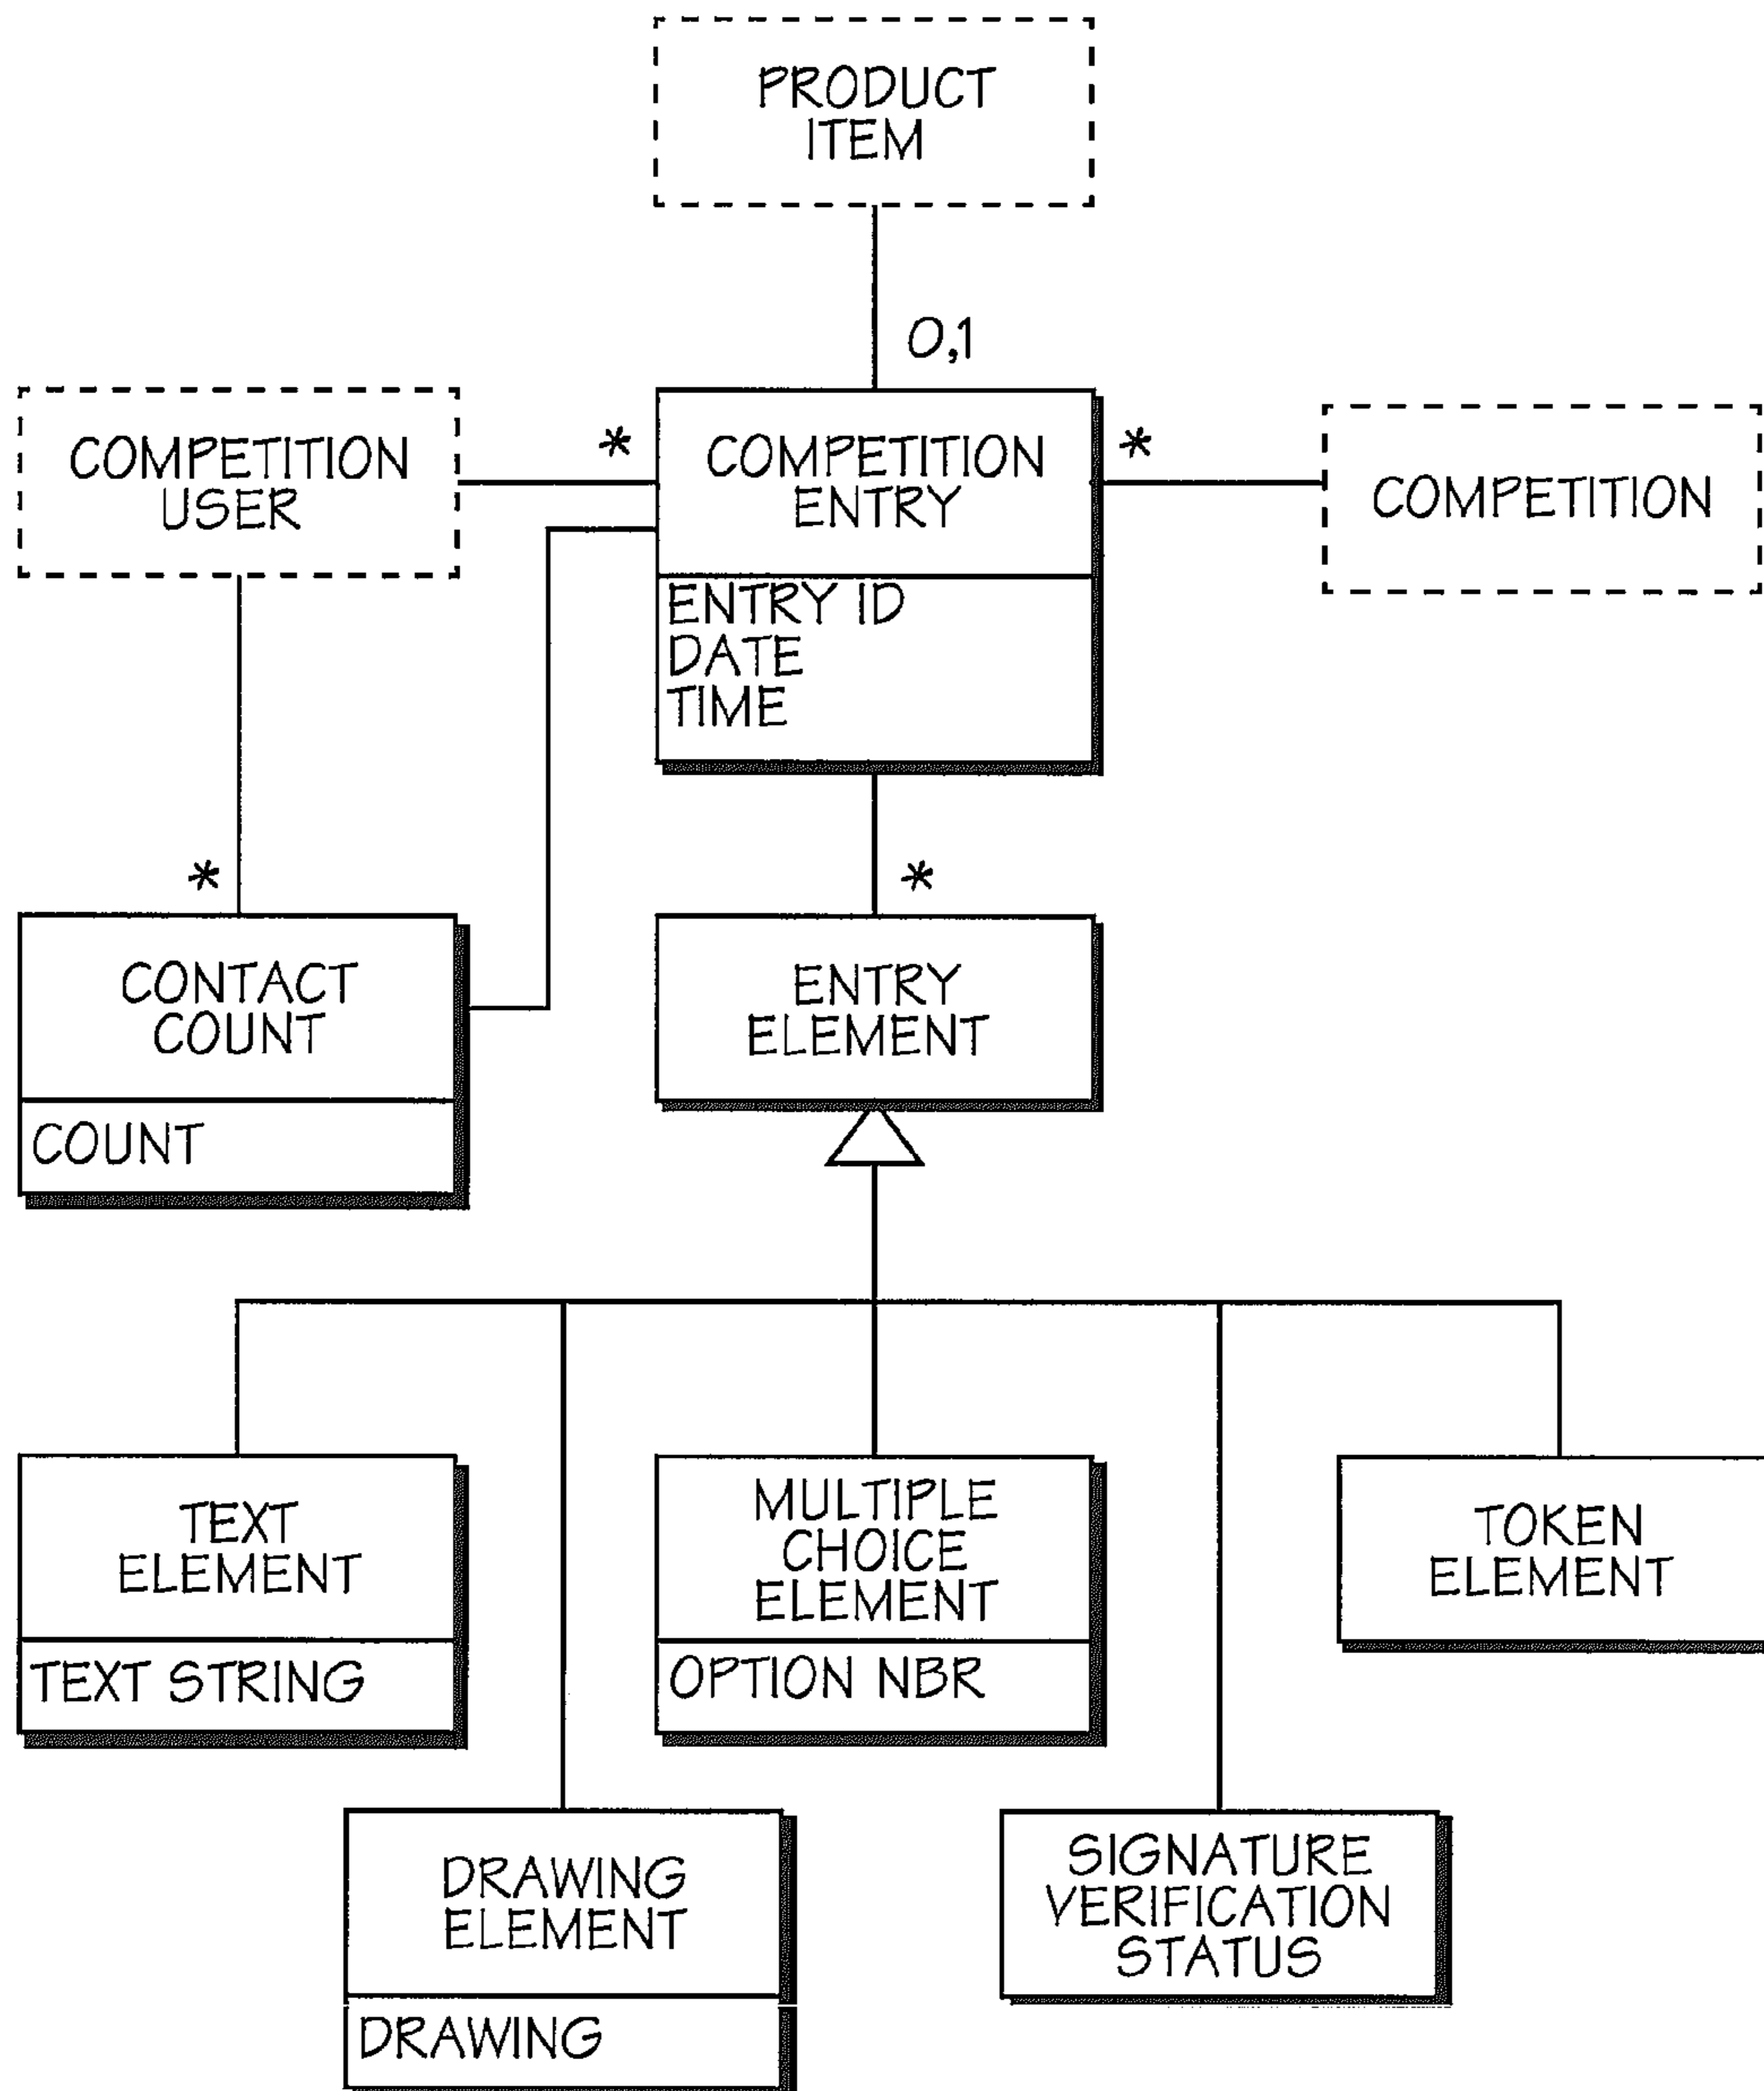 PRODUCT
ITEM
0,1
COMPETITION
USER
*
COMPETITION
ENTRY
*
COMPETITION
ENTRY ID
DATE
TIME
*
*
CONTACT
COUNT
COUNT
ENTRY
ELEMENT
TEXT
ELEMENT
TEXT STRING
MULTIPLE
CHOICE
ELEMENT
OPTION NBR
TOKEN
ELEMENT
DRAWING
ELEMENT
DRAWING
SIGNATURE
VERIFICATION
STATUS